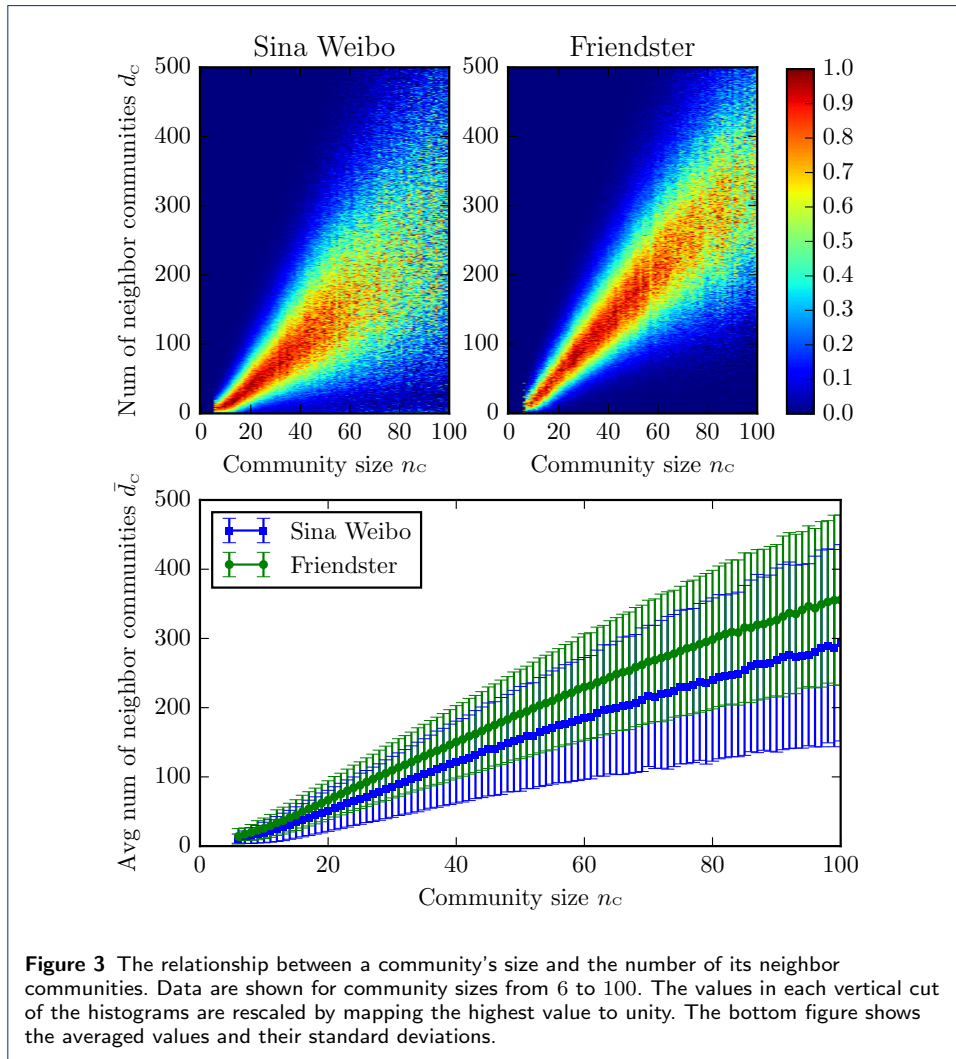 Sina Weibo
Friendster
Num of neighbor communities d_c
500
400
300
200
100
0
0 20 40 60 80 100
0 20 40 60 80 100
Community size n_c
Community size n_c
1.0
0.9
0.8
0.7
0.6
0.5
0.4
0.3
0.2
0.1
0.0
Avg num of neighbor communities d̄_c
500
400
300
200
100
0
Sina Weibo
Friendster
0 20 40 60 80 100
Community size n_c
Figure 3 The relationship between a community's size and the number of its neighbor
communities. Data are shown for community sizes from 6 to 100. The values in each vertical cut
of the histograms are rescaled by mapping the highest value to unity. The bottom figure shows
the averaged values and their standard deviations.